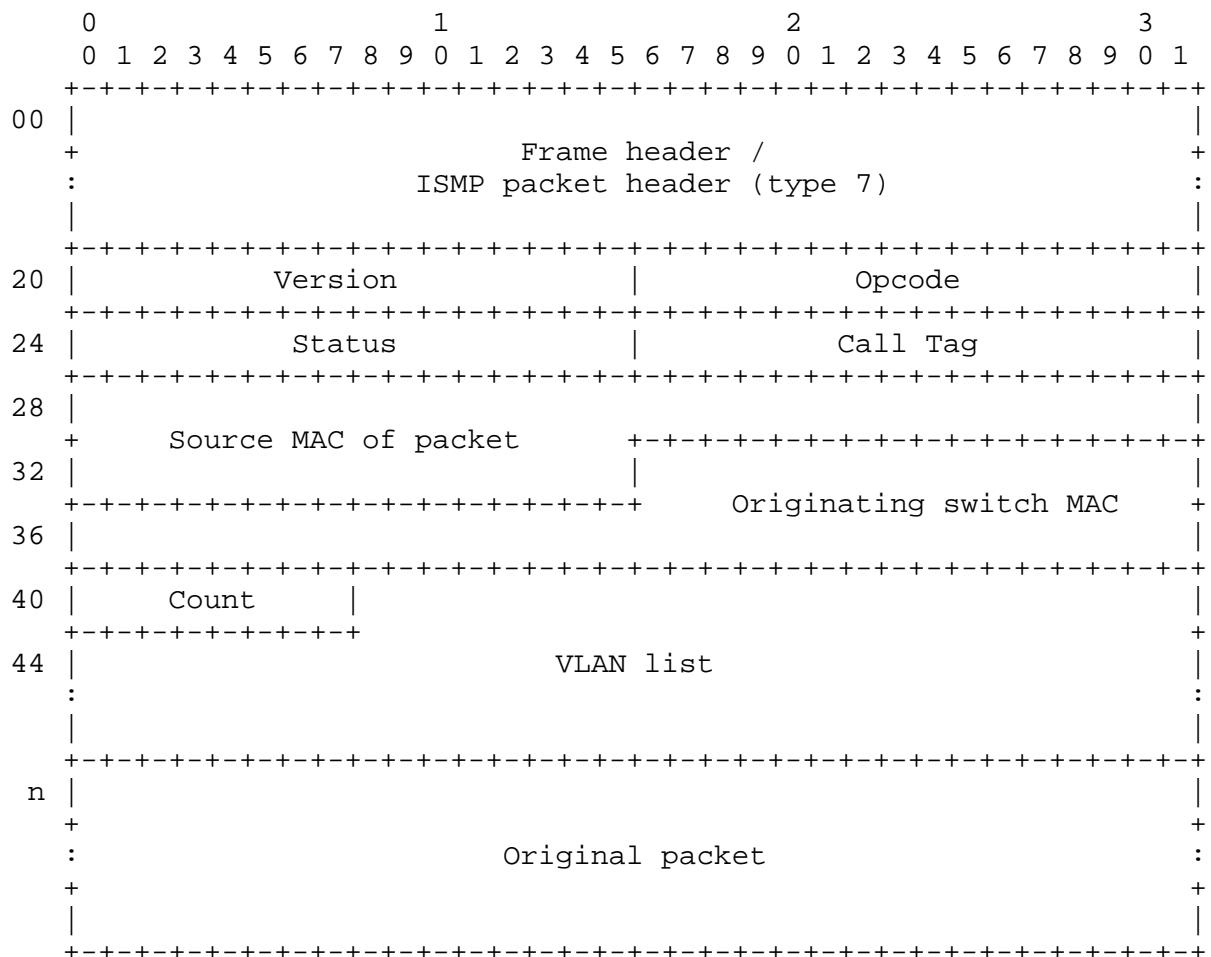 0                   1                   2                   3
 0 1 2 3 4 5 6 7 8 9 0 1 2 3 4 5 6 7 8 9 0 1 2 3 4 5 6 7 8 9 0 1
+-+-+-+-+-+-+-+-+-+-+-+-+-+-+-+-+-+-+-+-+-+-+-+-+-+-+-+-+-+-+-+-+
00 |                                                               |
   +                         Frame header /                        +
   :                   ISMP packet header (type 7)                 :
   |                                                               |
   +-+-+-+-+-+-+-+-+-+-+-+-+-+-+-+-+-+-+-+-+-+-+-+-+-+-+-+-+-+-+-+-+
20 |           Version             |            Opcode             |
   +-+-+-+-+-+-+-+-+-+-+-+-+-+-+-+-+-+-+-+-+-+-+-+-+-+-+-+-+-+-+-+-+
24 |            Status             |           Call Tag            |
   +-+-+-+-+-+-+-+-+-+-+-+-+-+-+-+-+-+-+-+-+-+-+-+-+-+-+-+-+-+-+-+-+
28 |                                                               |
   +     Source MAC of packet      +-+-+-+-+-+-+-+-+-+-+-+-+-+-+-+-+
32 |                               |                               |
   +-+-+-+-+-+-+-+-+-+-+-+-+-+-+-+-+     Originating switch MAC    +
36 |                                                               |
   +-+-+-+-+-+-+-+-+-+-+-+-+-+-+-+-+-+-+-+-+-+-+-+-+-+-+-+-+-+-+-+-+
40 |     Count     |                                               |
   +-+-+-+-+-+-+-+-+                                               +
44 |                           VLAN list                           |
   :                                                               :
   |                                                               |
   +-+-+-+-+-+-+-+-+-+-+-+-+-+-+-+-+-+-+-+-+-+-+-+-+-+-+-+-+-+-+-+-+
 n |                                                               |
   +                                                               +
   :                        Original packet                        :
   +                                                               +
   |                                                               |
   +-+-+-+-+-+-+-+-+-+-+-+-+-+-+-+-+-+-+-+-+-+-+-+-+-+-+-+-+-+-+-+-+